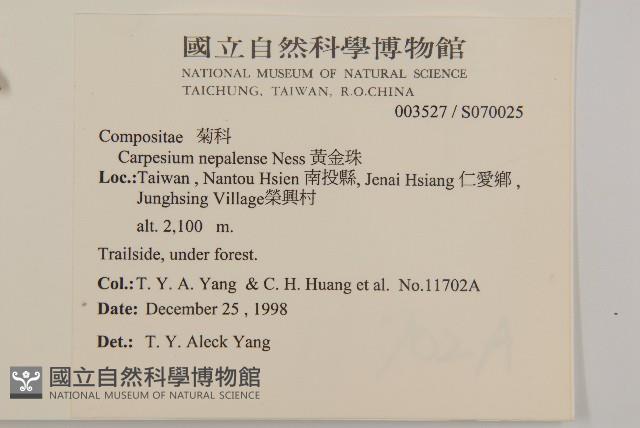 國立自然科學博物館
NATIONAL MUSEUM OF NATURAL SCIENCE
TAICHUNG, TAIWAN, R.O.CHINA
003527 / S070025
Compositae 菊科
Carpesium nepalense Ness 黃金珠
Loc.:Taiwan , Nantou Hsien 南投縣, Jenai Hsiang 仁愛鄉 ,
Junghsing Village榮興村
alt. 2,100 m.
Trailside, under forest.
Col.:T. Y. A. Yang & C. H. Huang et al. No.11702A
Date: December 25 , 1998
Det.: T. Y. Aleck Yang
702A
國立自然科學博物館
NATIONAL MUSEUM OF NATURAL SCIENCE